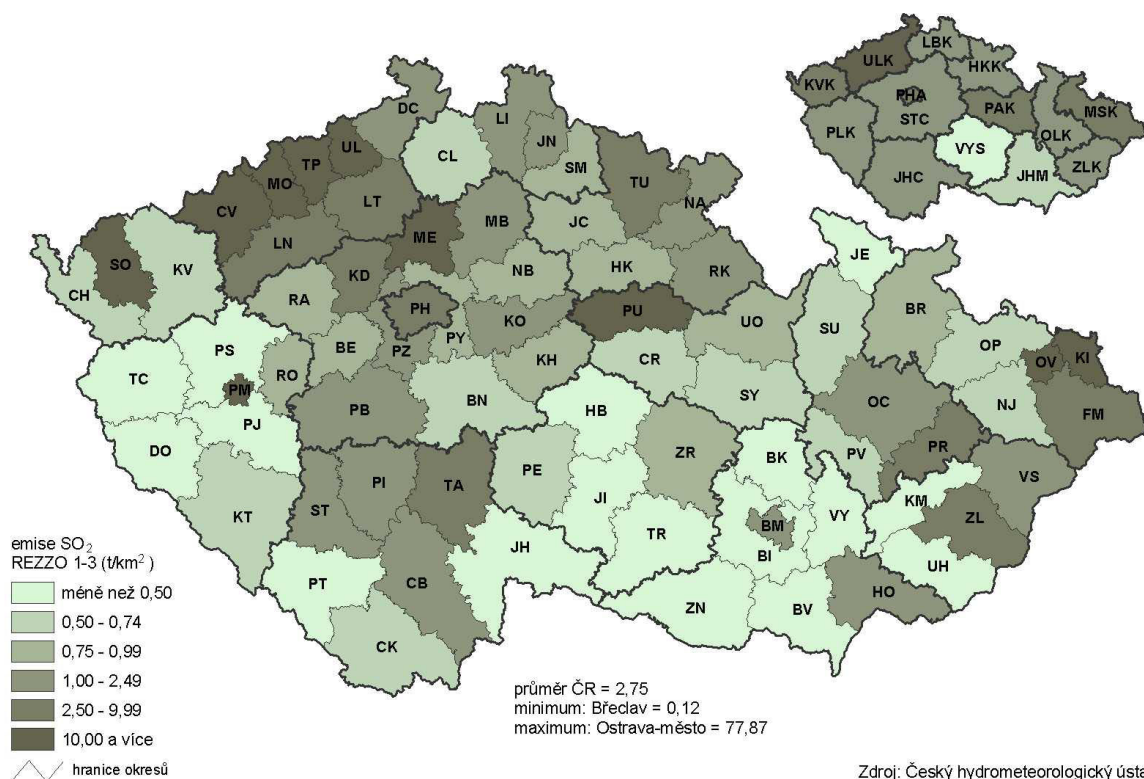 LBK
ULK
HKK
KVK
PHA
PAK
MSK
STC
PLK
OLK
VYS
ZLK
JHC
JHM
DC
LI
UL
JN
TP
CL
SM
MO
TU
LT
CV
NA
MB
JC
ME
LN
JE
SO
KV
KD
NB
HK
RK
CH
RA
BR
PH
KO
PU
UO
SU
PS
BE
PZ
PY
OP
OV
KI
TC
RO
KH
CR
PM
PB
BN
SY
OC
NJ
FM
HB
PJ
DO
PR
PE
ZR
BK
PV
VS
PI
TA
KM
KT
ST
JI
BM
VY
ZL
TR
JH
BI
UH
PT
CB
HO
ZN
BV
CK
emise SO₂
REZZO 1-3 (t/km²)
méně než 0,50
0,50 - 0,74
0,75 - 0,99
1,00 - 2,49
2,50 - 9,99
10,00 a více
hranice okresů
průměr ČR = 2,75
minimum: Břeclav = 0,12
maximum: Ostrava-město = 77,87
Zdroj: Český hydrometeorologickýústa